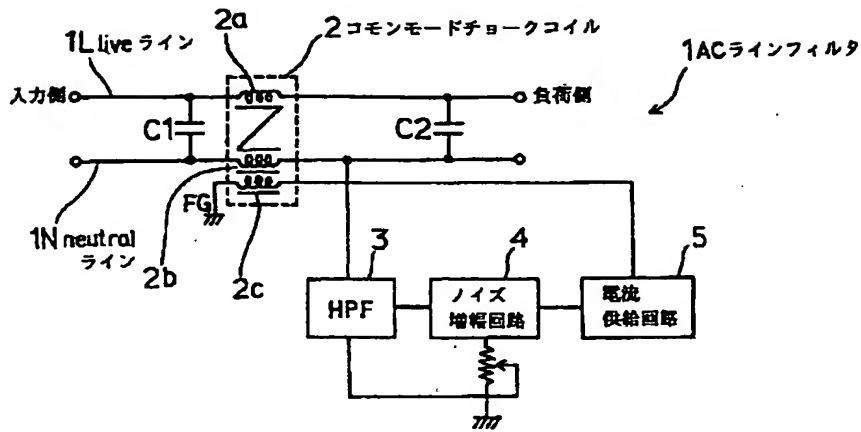 2a
2 コモンモードチョークコイル
1L live ライン
1ACラインフィルタ
入力側
負荷側
C1
C2
FG
1N neutral
ライン
2b
2c
3
4
5
HPF
ノイズ
増幅回路
電流
供給回路